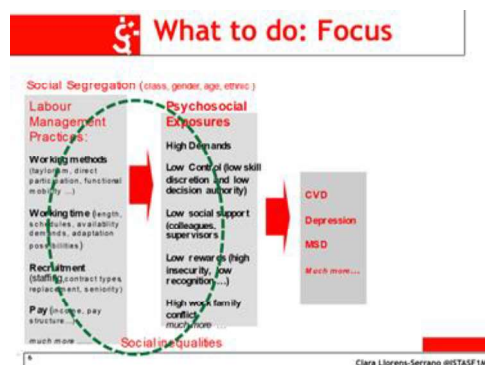 What to do: Focus
Social Segregation (class, gender, age, ethnic )
Labour
Management
Practices:
Working methods
(taylorism, direct
participation, functional
mobility ...)
Working time (length,
schedules, availability
demands, adaptation
possibilities)
Recruitment
(staffing, contract types,
replacement, seniority)
Pay (income, pay
structure...)
much more .....
Psychosocial
Exposures
High Demands
Low Control (low skill
discretion and low
decision authority)
Low social support
(colleagues,
supervisors)
Low rewards (high
insecurity, low
recognition ...)
High work family
conflict
much more ...
CVD
Depression
MSD
Much more...
Social inequalities
6